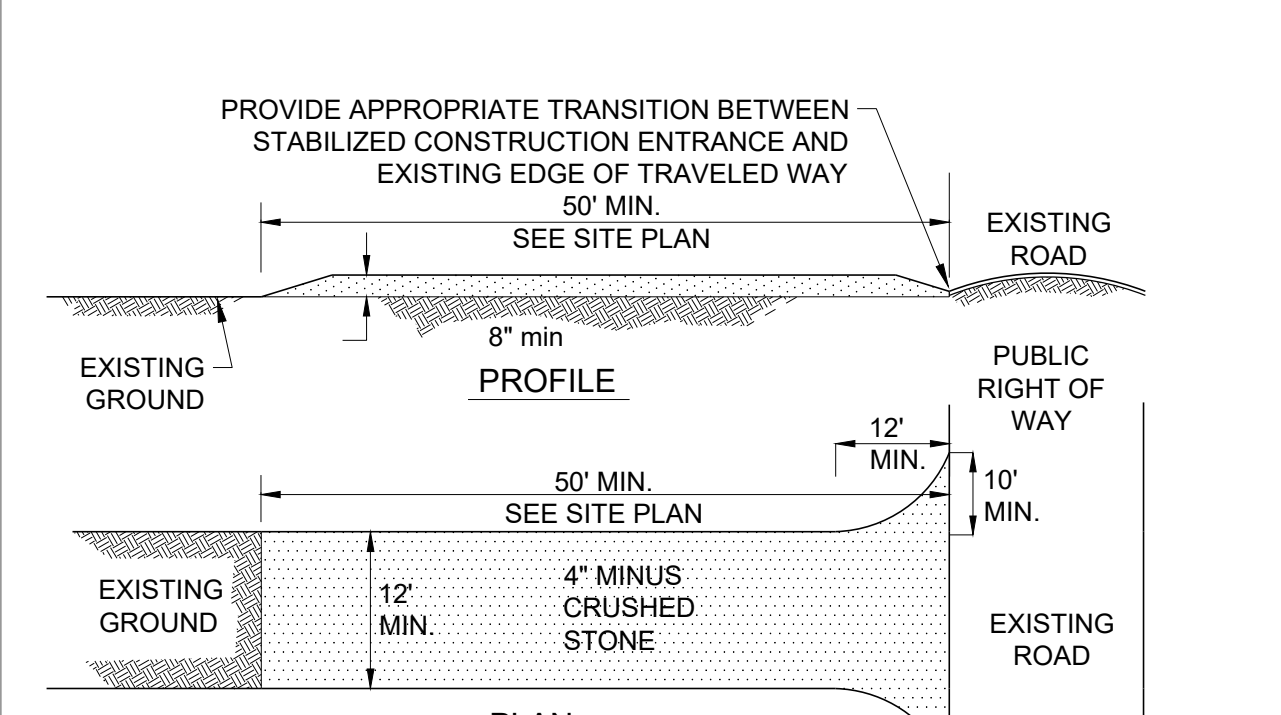 PROVIDE APPROPRIATE TRANSITION BETWEEN
STABILIZED CONSTRUCTION ENTRANCE AND
EXISTING EDGE OF TRAVELED WAY
50' MIN.
SEE SITE PLAN
EXISTING
ROAD
8" min
EXISTING
GROUND
PROFILE
PUBLIC
RIGHT OF
WAY
12'
MIN.
50' MIN.
SEE SITE PLAN
10'
MIN.
EXISTING
GROUND
12'
MIN.
4" MINUS
CRUSHED
STONE
EXISTING
ROAD
PLAN